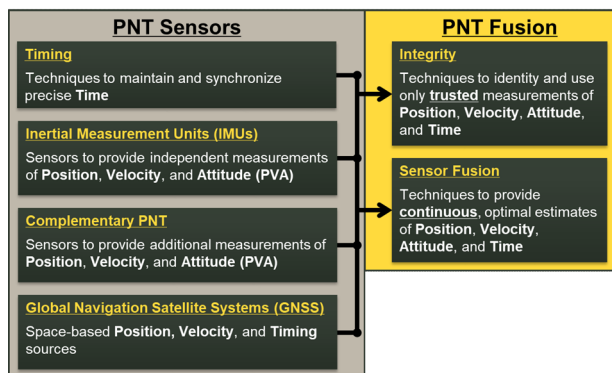 PNT Sensors
Timing
Techniques to maintain and synchronize
precise Time
Inertial Measurement Units (IMUs)
Sensors to provide independent measurements
of Position, Velocity, and Attitude (PVA)
Complementary PNT
Sensors to provide additional measurements of
Position, Velocity, and Attitude (PVA)
Global Navigation Satellite Systems (GNSS)
Space-based Position, Velocity, and Timing
sources
PNT Fusion
Integrity
Techniques to identity and use
only trusted measurements of
Position, Velocity, Attitude,
and Time
Sensor Fusion
Techniques to provide
continuous, optimal estimates
of Position, Velocity,
Attitude, and Time